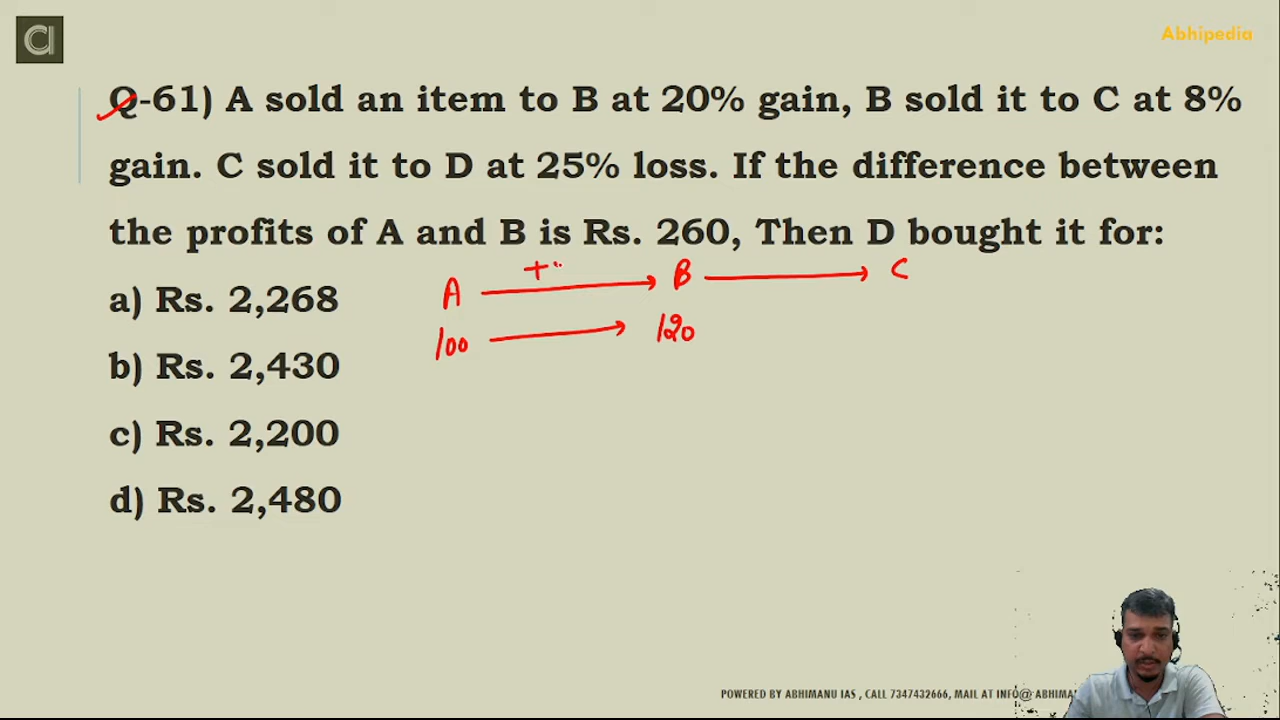 CI
Abhipedia
Q-61) A sold an item to B at 20% gain, B sold it to C at 8%
gain. C sold it to D at 25% loss. If the difference between
the profits of A and B is Rs. 260, Then D bought it for:
a) Rs. 2,268
b) Rs. 2,430
c) Rs. 2,200
d) Rs. 2,480
A + B C
100 120
POWERED BY ABHIMANU IAS , CALL 7347432666, MAIL AT INFO@ ABHIMA